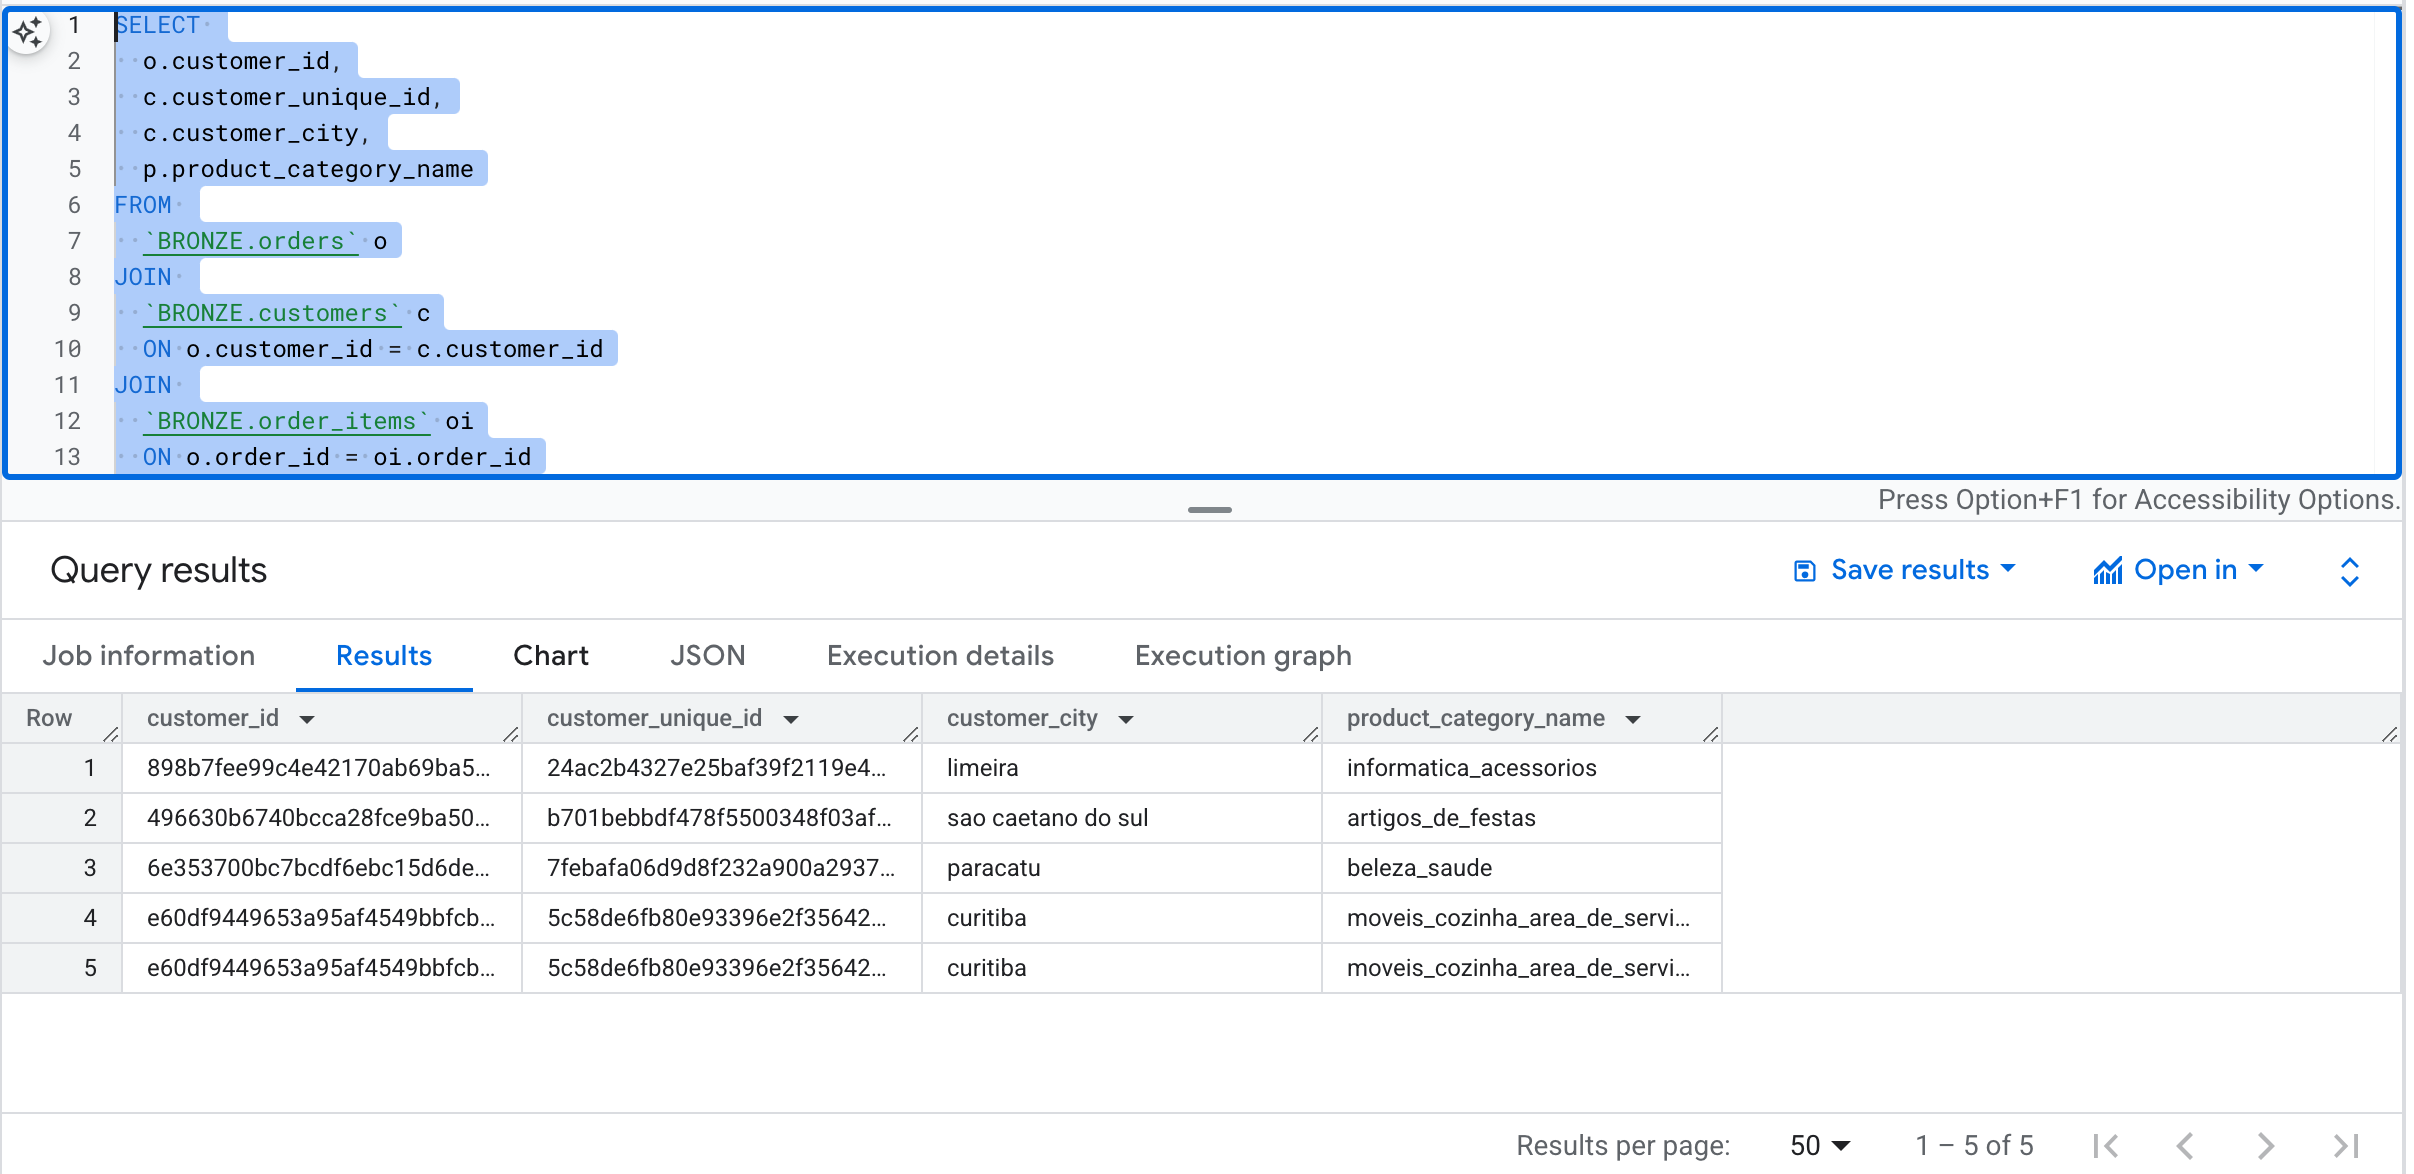 1 SELECT
2 o.customer_id,
3 c.customer_unique_id,
4 c.customer_city,
5 p.product_category_name
6 FROM
7 `BRONZE.orders` o
8 JOIN
9 `BRONZE.customers` c
10 ON o.customer_id = c.customer_id
11 JOIN
12 `BRONZE.order_items` oi
13 ON o.order_id = oi.order_id
Press Option+F1 for Accessibility Options.
Query results Save results Open in
Job information Results Chart JSON Execution details Execution graph
Row customer_id customer_unique_id customer_city product_category_name
1 898b7fee99c4e42170ab69ba5... 24ac2b4327e25baf39f2119e4... limeira informatica_acessorios
2 496630b6740bcca28fce9ba50... b701bebbdf478f5500348f03af... sao caetano do sul artigos_de_festas
3 6e353700bc7bcdf6ebc15d6de... 7febafa06d9d8f232a900a2937... paracatu beleza_saude
4 e60df9449653a95af4549bbfcb... 5c58de6fb80e93396e2f35642... curitiba moveis_cozinha_area_de_servi...
5 e60df9449653a95af4549bbfcb... 5c58de6fb80e93396e2f35642... curitiba moveis_cozinha_area_de_servi...
Results per page: 50 1 – 5 of 5